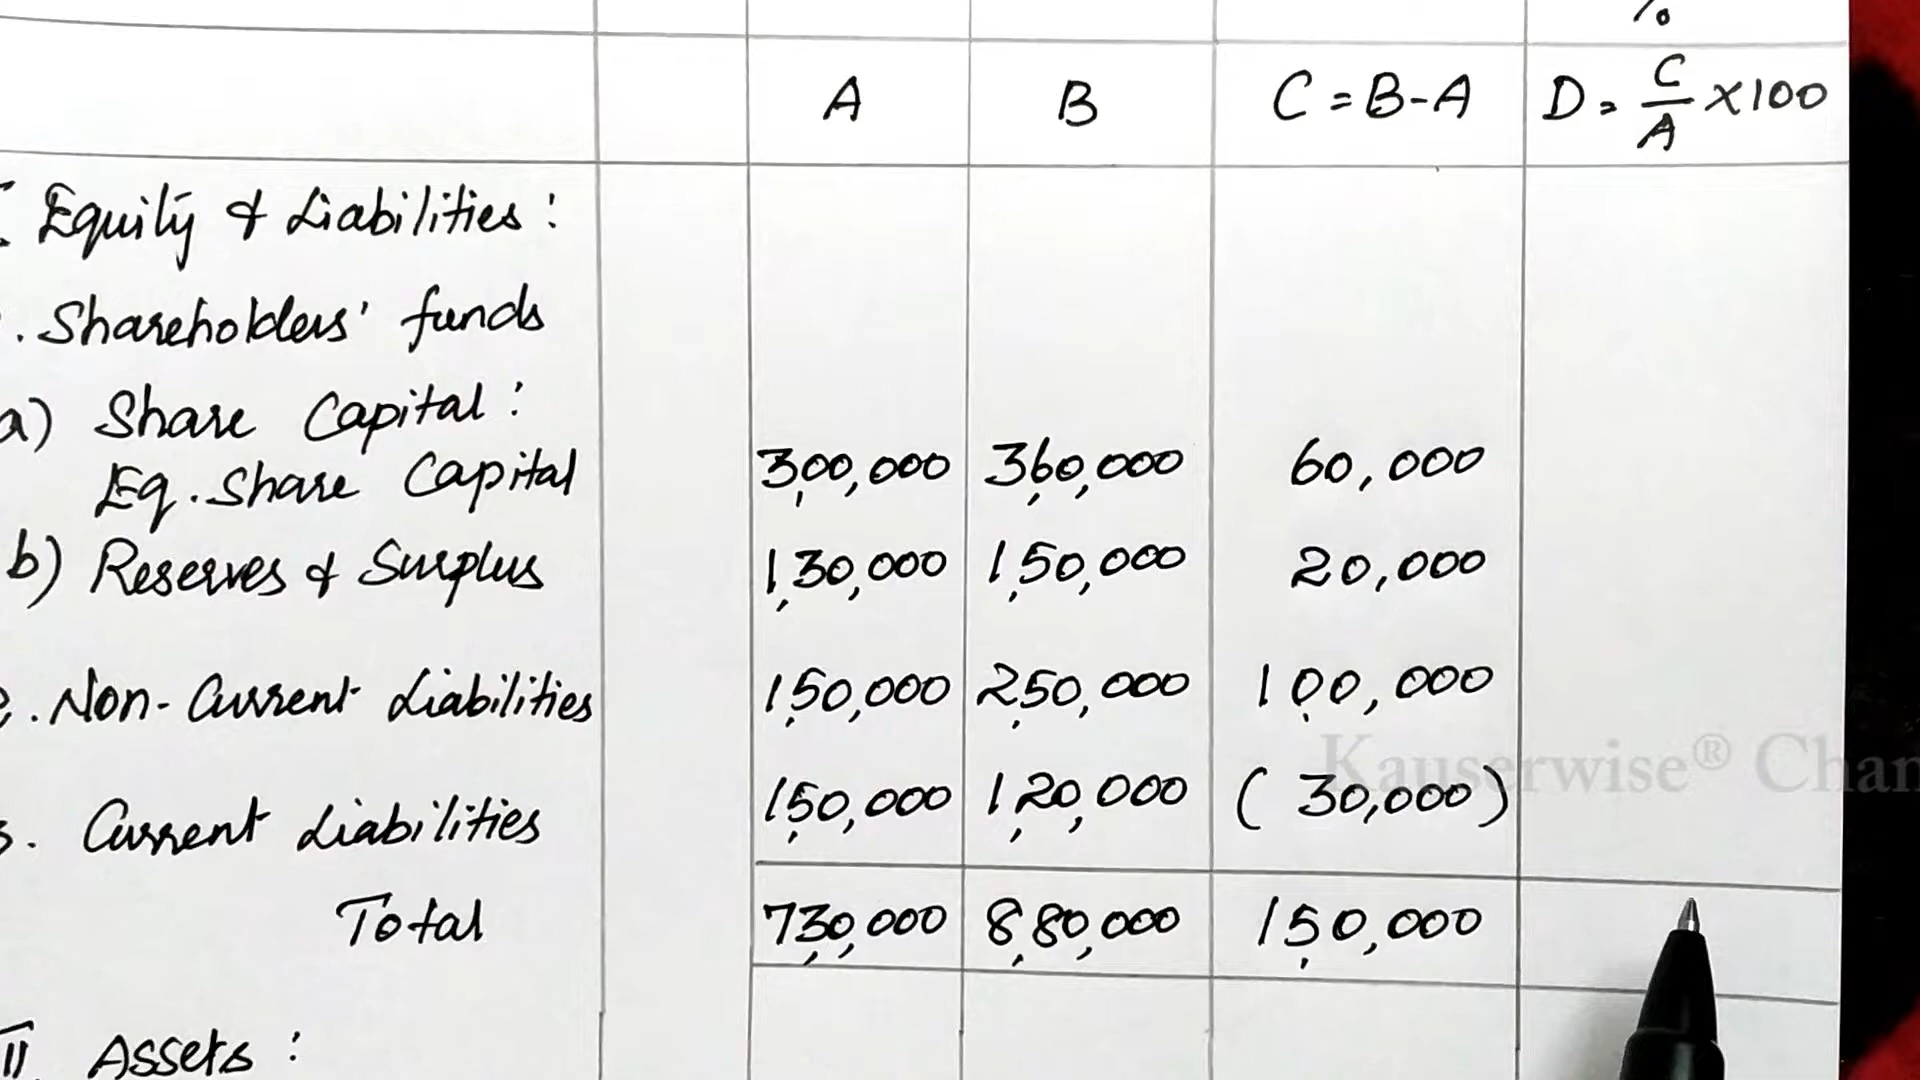 %
A B C = B-A D = C/A × 100
Equity & Liabilities :
. Shareholders' funds
a) Share Capital :
Eq. Share Capital 3,00,000 3,60,000 60,000
b) Reserves & Surplus 1,30,000 1,50,000 20,000
. Non-Current Liabilities 1,50,000 2,50,000 1,00,000
Kauserwise® Chan
3. Current Liabilities 1,50,000 1,20,000 (30,000)
Total 7,30,000 8,80,000 1,50,000
II Assets :